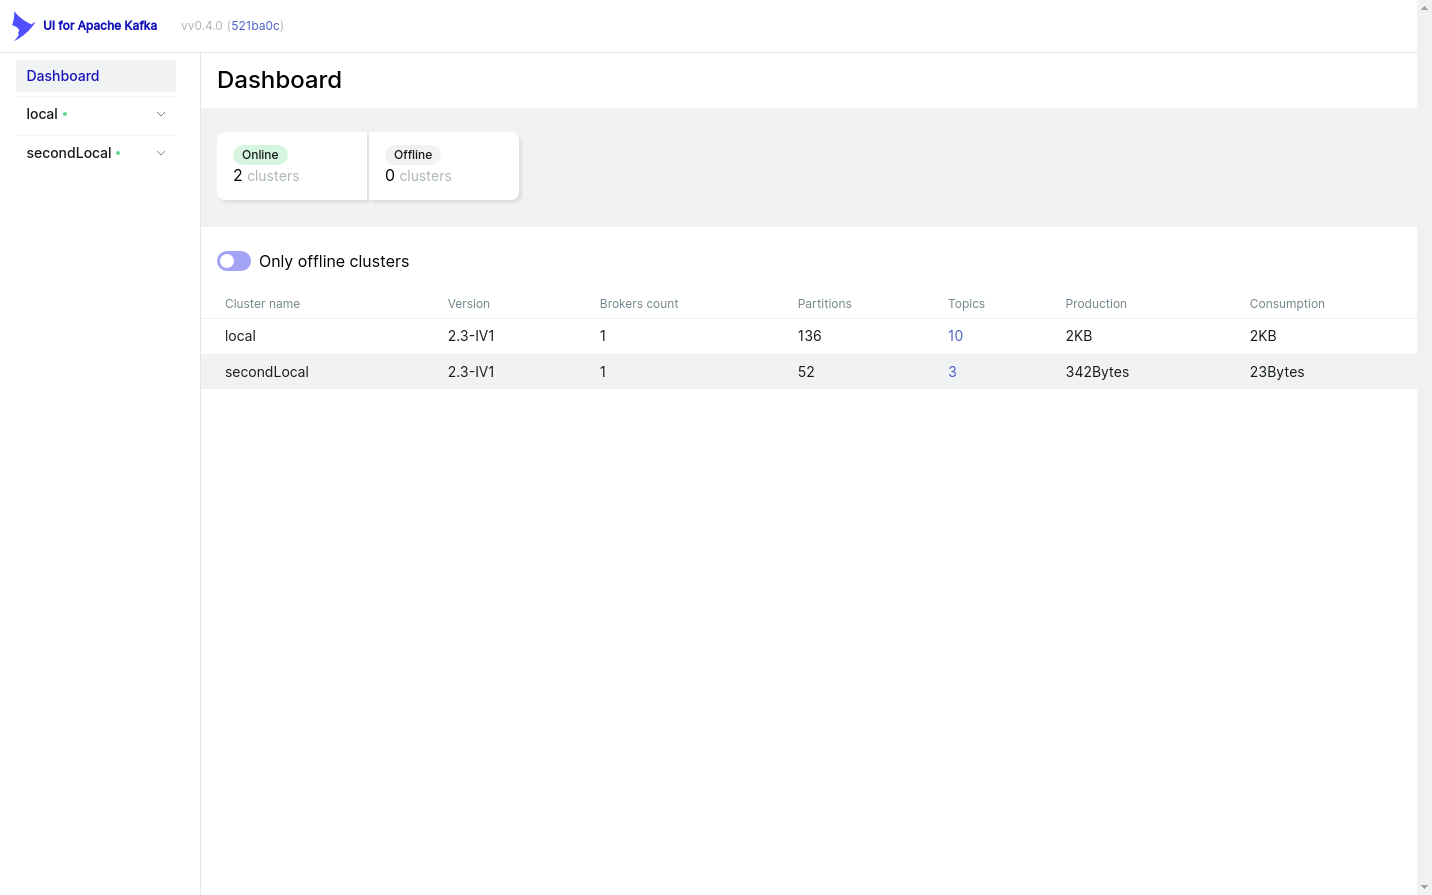 UI for Apache Kafka vv0.4.0 (521ba0c)
Dashboard
local
secondLocal
Dashboard
Online Offline
2 clusters 0 clusters
Only offline clusters
Cluster name Version Brokers count Partitions Topics Production Consumption
local 2.3-IV1 1 136 10 2KB 2KB
secondLocal 2.3-IV1 1 52 3 342Bytes 23Bytes